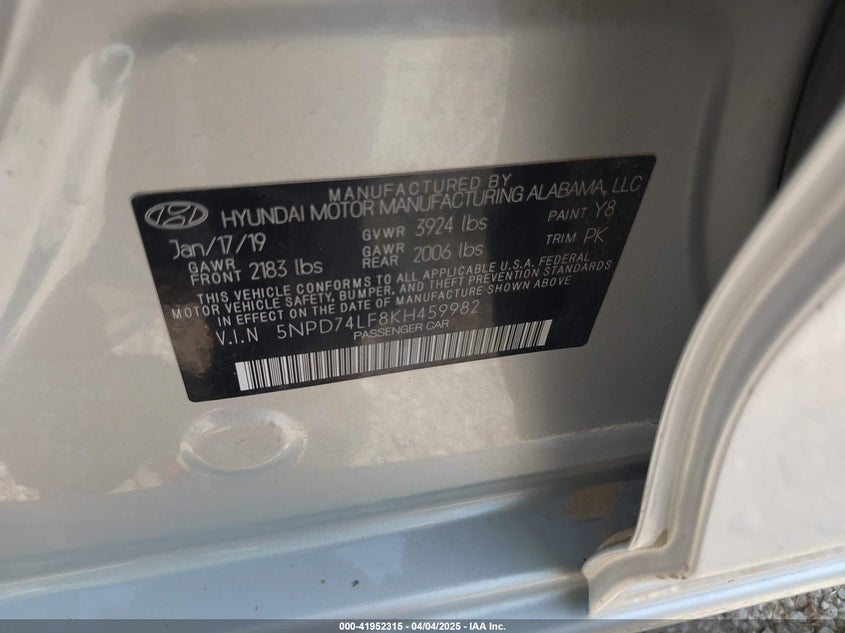 MANUFACTURED BY
HYUNDAI MOTOR MANUFACTURING ALABAMA, LLC
Jan/17/19 GVWR 3924 lbs PAINT Y8
GAWR FRONT 2183 lbs GAWR REAR 2006 lbs TRIM PK
THIS VEHICLE CONFORMS TO ALL APPLICABLE U.S.A. FEDERAL
MOTOR VEHICLE SAFETY, BUMPER, AND THEFT PREVENTION STANDARDS
IN EFFECT ON THE DATE OF MANUFACTURE SHOWN ABOVE
V.I.N 5NPD74LF8KH459982
PASSENGER CAR
000-41952315 - 04/04/2025 - IAA Inc.